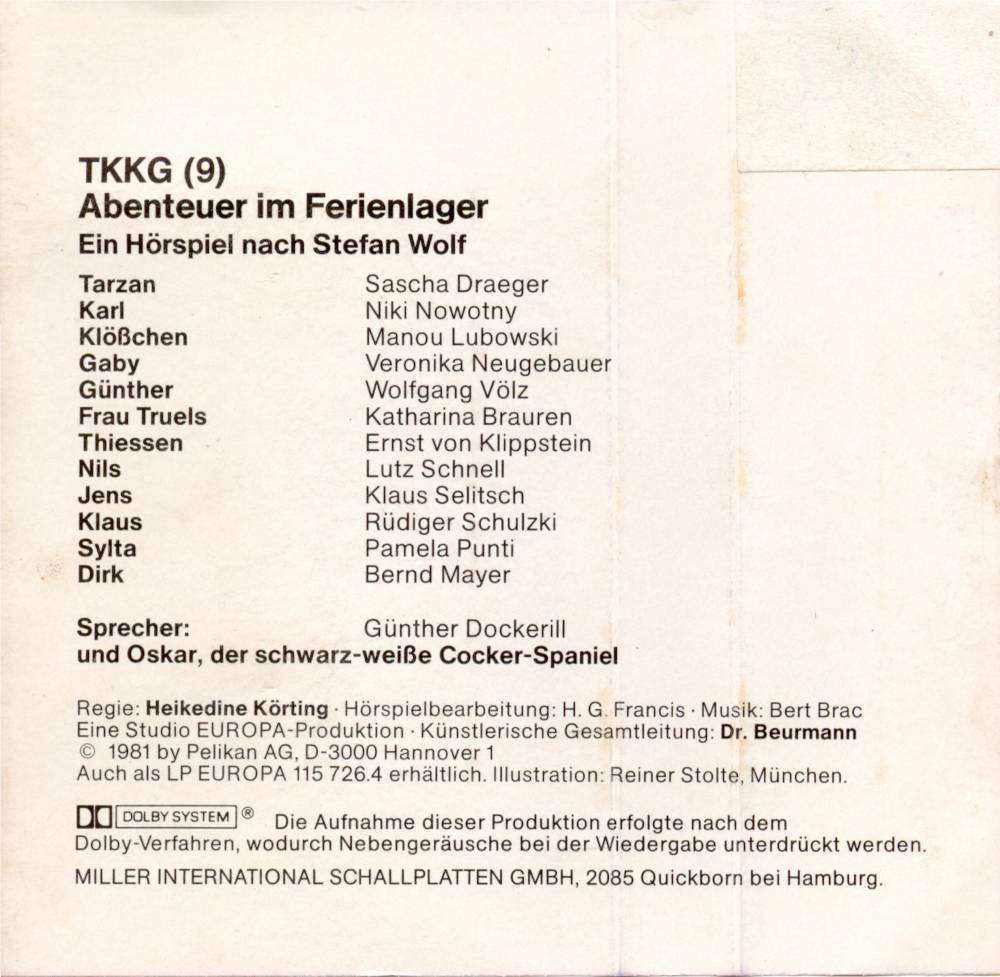 TKKG (9)
Abenteuer im Ferienlager
Ein Hörspiel nach Stefan Wolf
Tarzan Sascha Draeger
Karl Niki Nowotny
Klößchen Manou Lubowski
Gaby Veronika Neugebauer
Günther Wolfgang Völz
Frau Truels Katharina Brauren
Thiessen Ernst von Klippstein
Nils Lutz Schnell
Jens Klaus Selitsch
Klaus Rüdiger Schulzki
Sylta Pamela Punti
Dirk Bernd Mayer
Sprecher: Günther Dockerill
und Oskar, der schwarz-weiße Cocker-Spaniel
Regie: Heikedine Körting · Hörspielbearbeitung: H. G. Francis · Musik: Bert Brac
Eine Studio EUROPA-Produktion · Künstlerische Gesamtleitung: Dr. Beurmann
© 1981 by Pelikan AG, D-3000 Hannover 1
Auch als LP EUROPA 115 726.4 erhältlich. Illustration: Reiner Stolte, München.
DOLBY SYSTEM ® Die Aufnahme dieser Produktion erfolgte nach dem
Dolby-Verfahren, wodurch Nebengeräusche bei der Wiedergabe unterdrückt werden.
MILLER INTERNATIONAL SCHALLPLATTEN GMBH, 2085 Quickborn bei Hamburg.